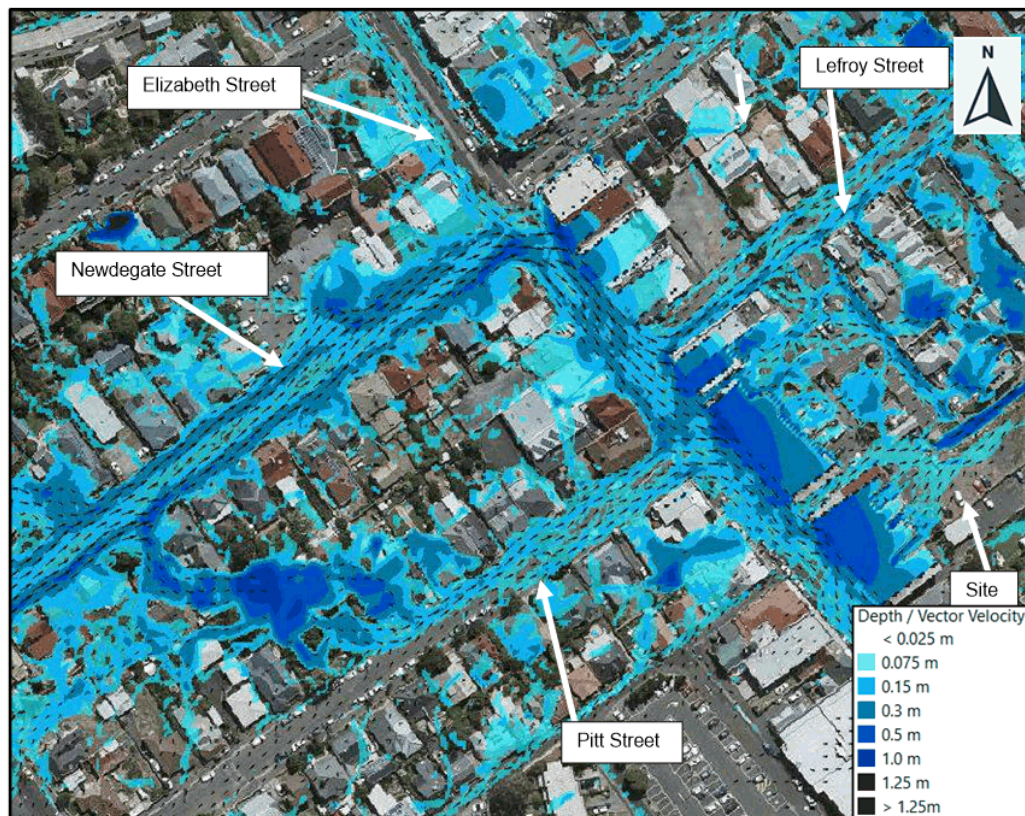 Elizabeth Street
Lefroy Street
N
Newdegate Street
Site
Pitt Street
Depth / Vector Velocity
< 0.025 m
0.075 m
0.15 m
0.3 m
0.5 m
1.0 m
1.25 m
> 1.25m